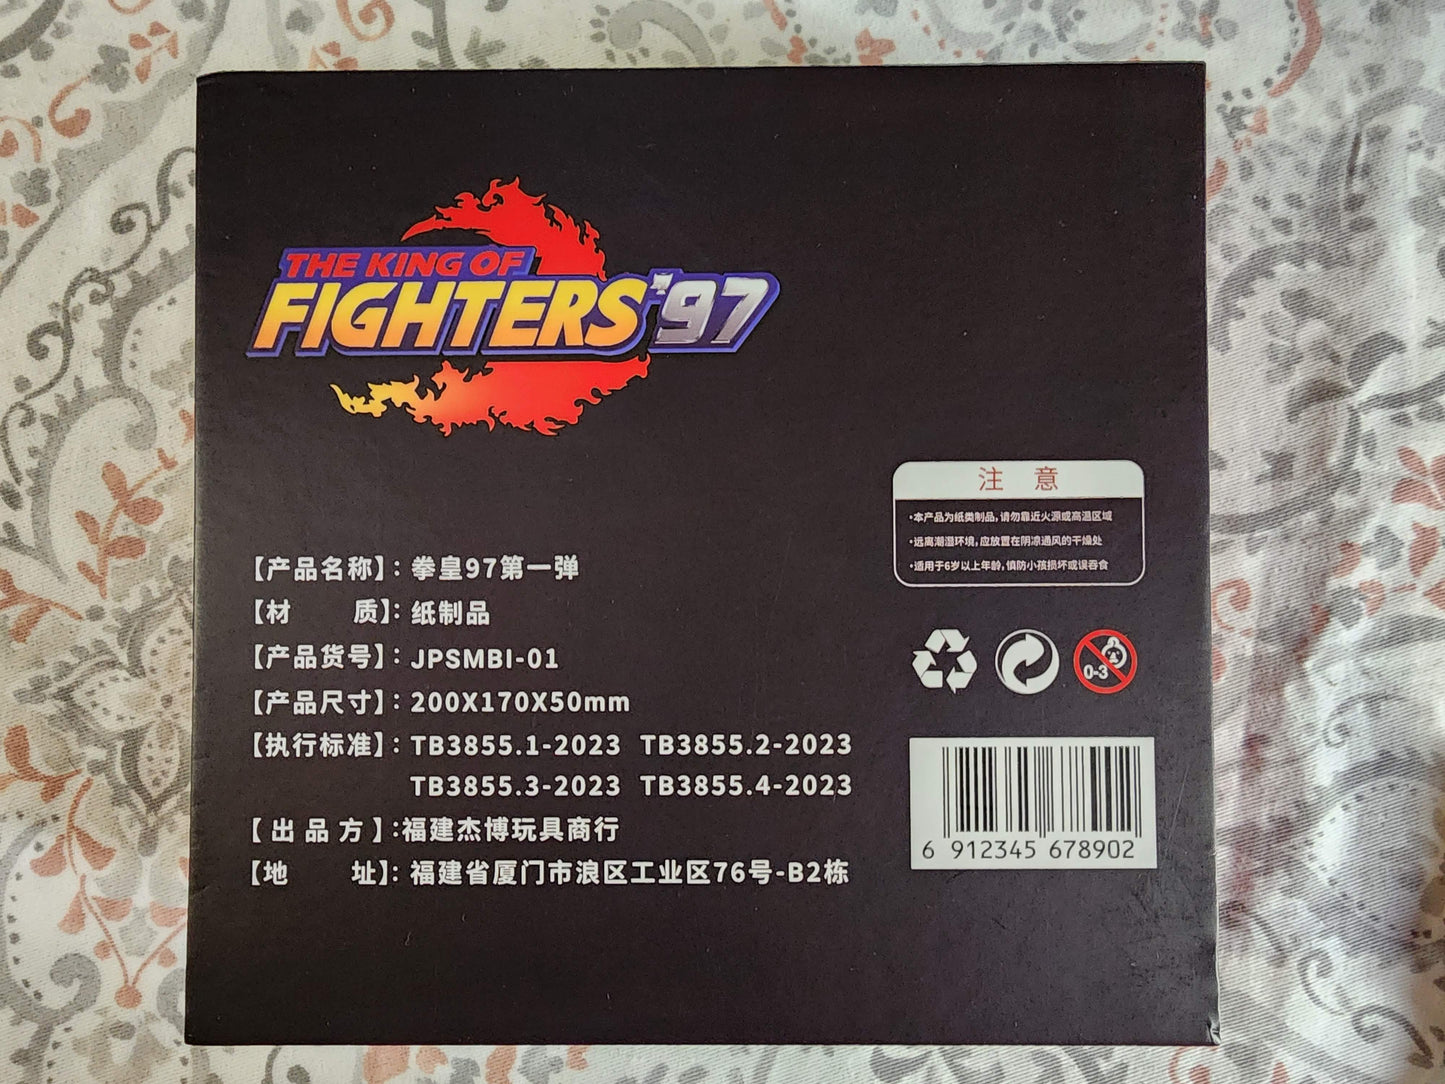 THE KING OF
FIGHTERS'97
注 意
•本产品为纸类制品,请勿靠近火源或高温区域
•远离潮湿环境,应放置在阴凉通风的干燥处
•适用于6岁以上年龄,慎防小孩损坏或误吞食
【产品名称】:拳皇97第一弹
【材 质】:纸制品
【产品货号】:JPSMBI-01
【产品尺寸】:200X170X50mm
【执行标准】:TB3855.1-2023 TB3855.2-2023
TB3855.3-2023 TB3855.4-2023
【出品方】:福建杰博玩具商行
【地 址】:福建省厦门市浪区工业区76号-B2栋
0-3
6 912345 678902